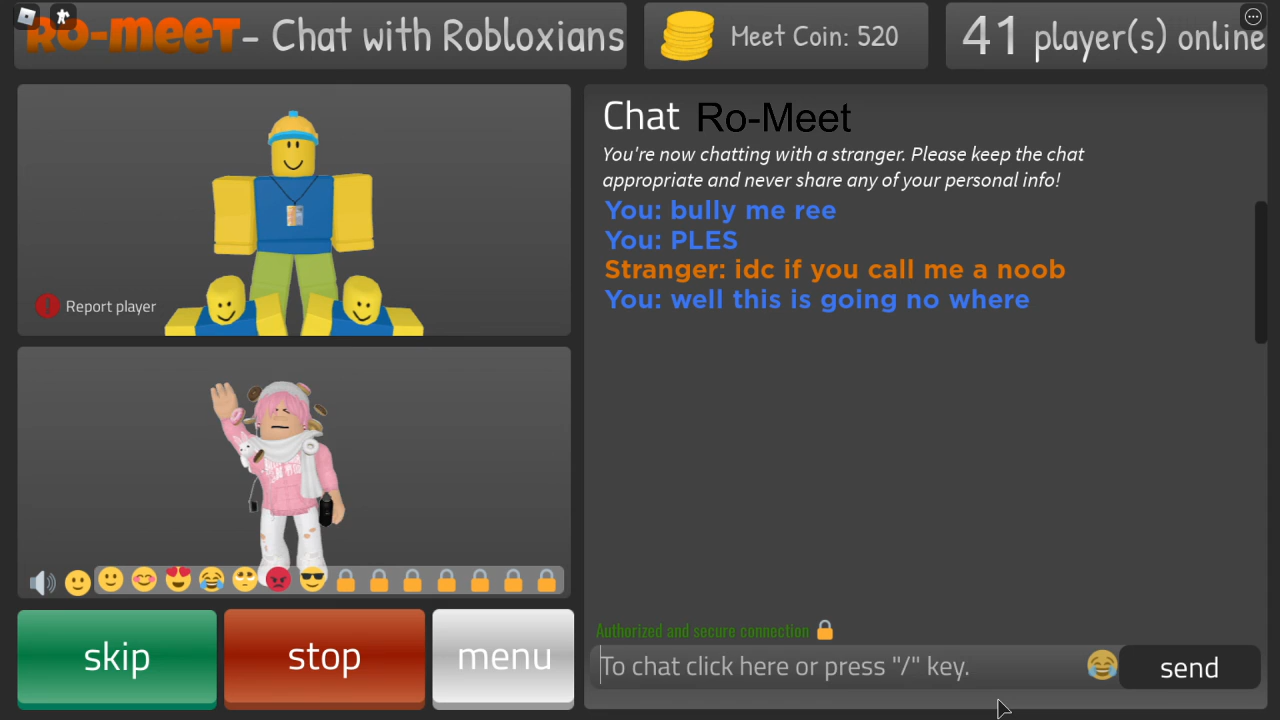 Ro-meet - Chat with Robloxians
Meet Coin: 520
41 player(s) online
Report player
Chat Ro-Meet
You're now chatting with a stranger. Please keep the chat
appropriate and never share any of your personal info!
You: bully me ree
You: PLES
Stranger: idc if you call me a noob
You: well this is going no where
Authorized and secure connection
To chat click here or press "/" key.
send
skip
stop
menu